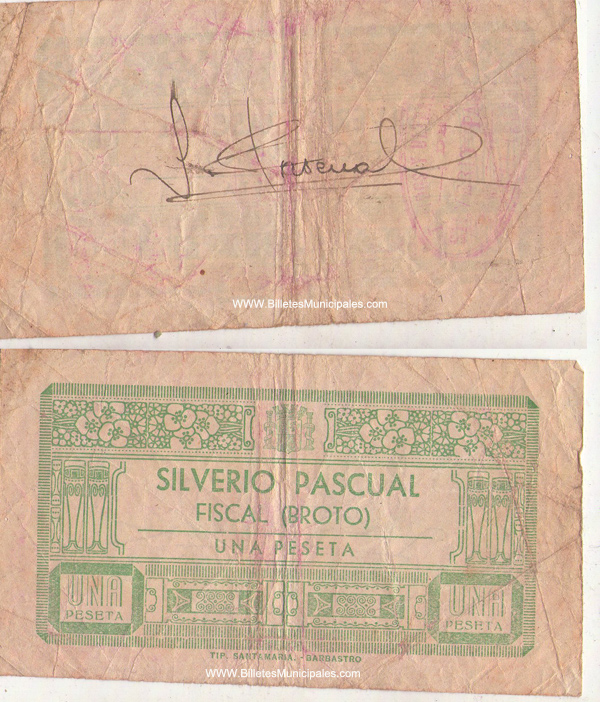 Pascual
www.BilletesMunicipales.com
SILVERIO PASCUAL
FISCAL (BROTO)
UNA PESETA
UNA
PESETA
UNA
PESETA
TIP. SANTAMARIA. - BARBASTRO
www.BilletesMunicipales.com